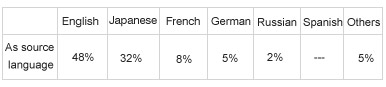 English Japanese French German Russian Spanish Others
As source language 48% 32% 8% 5% 2% --- 5%